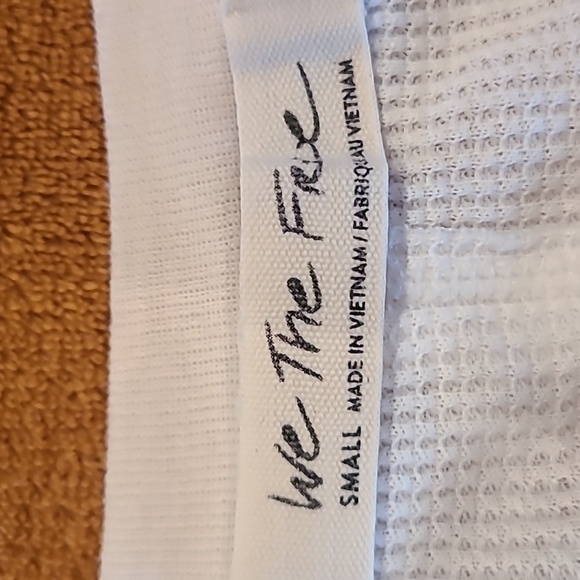 We The Free
SMALL MADE IN VIETNAM / FABRIQUÉ AU VIETNAM